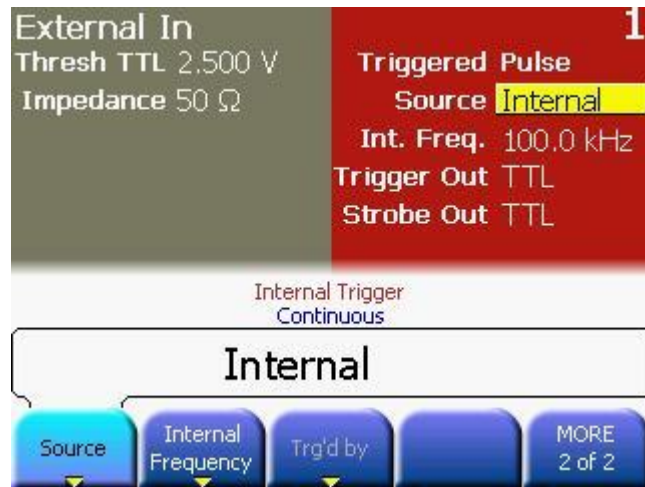 External In
Thresh TTL 2.500 V
Impedance 50 Ω
1
Triggered Pulse
Source Internal
Int. Freq. 100.0 kHz
Trigger Out TTL
Strobe Out TTL
Internal Trigger
Continuous
Internal
Source
Internal
Frequency
Trg'd by
MORE
2 of 2